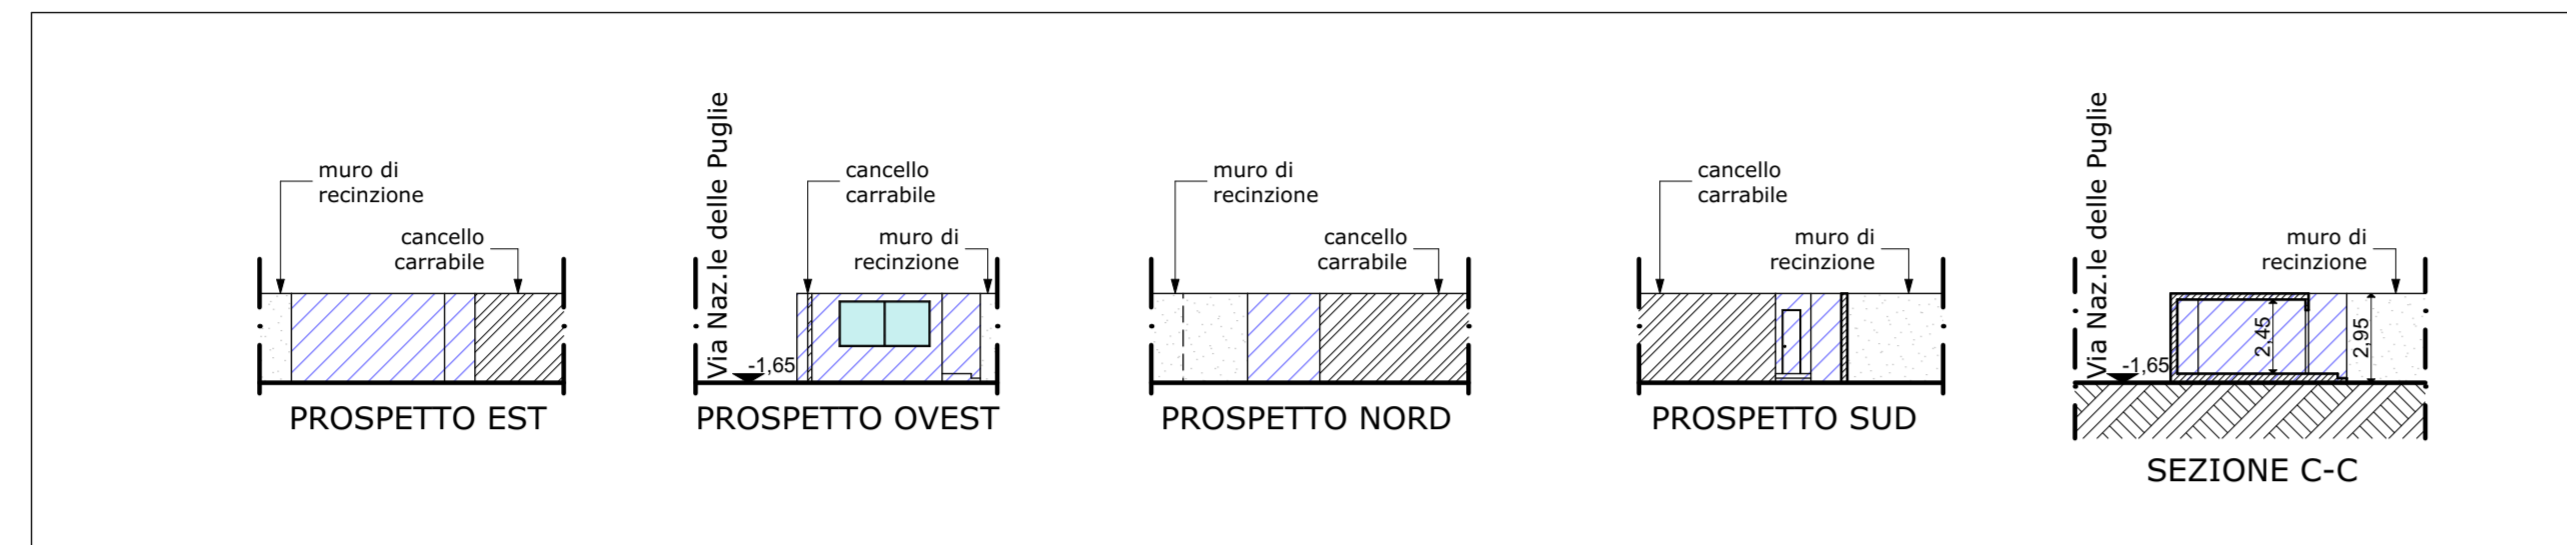 muro di
recinzione
cancello
carrabile
PROSPETTO EST
Via Naz.le delle Puglie
cancello
carrabile
muro di
recinzione
-1,65
PROSPETTO OVEST
muro di
recinzione
cancello
carrabile
PROSPETTO NORD
cancello
carrabile
muro di
recinzione
PROSPETTO SUD
Via Naz.le delle Puglie
muro di
recinzione
-1,65
2,45
2,95
SEZIONE C-C